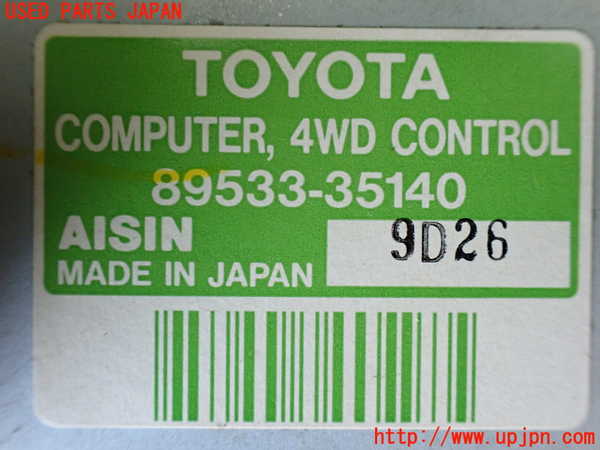 USED PARTS JAPAN
TOYOTA
COMPUTER, 4WD CONTROL
89533-35140
AISIN
9D26
MADE IN JAPAN
http://www.upjpn.com/